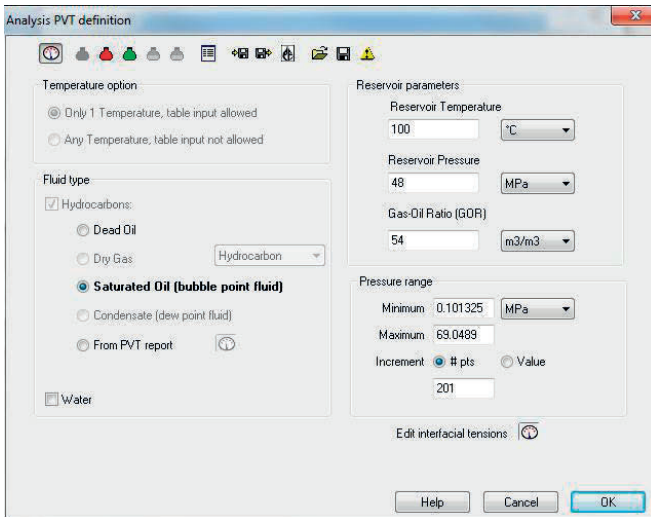 Analysis PVT definition
Temperature option
Only 1 Temperature, table input allowed
Any Temperature, table input not allowed
Fluid type
Hydrocarbons:
Dead Oil
Dry Gas
Hydrocarbon
Saturated Oil (bubble point fluid)
Condensate (dew point fluid)
From PVT report
Water
Reservoir parameters
Reservoir Temperature
100 °C
Reservoir Pressure
48 MPa
Gas-Oil Ratio (GOR)
54 m3/m3
Pressure range
Minimum 0.101325 MPa
Maximum 69.0489
Increment # pts Value
201
Edit interfacial tensions
Help Cancel OK